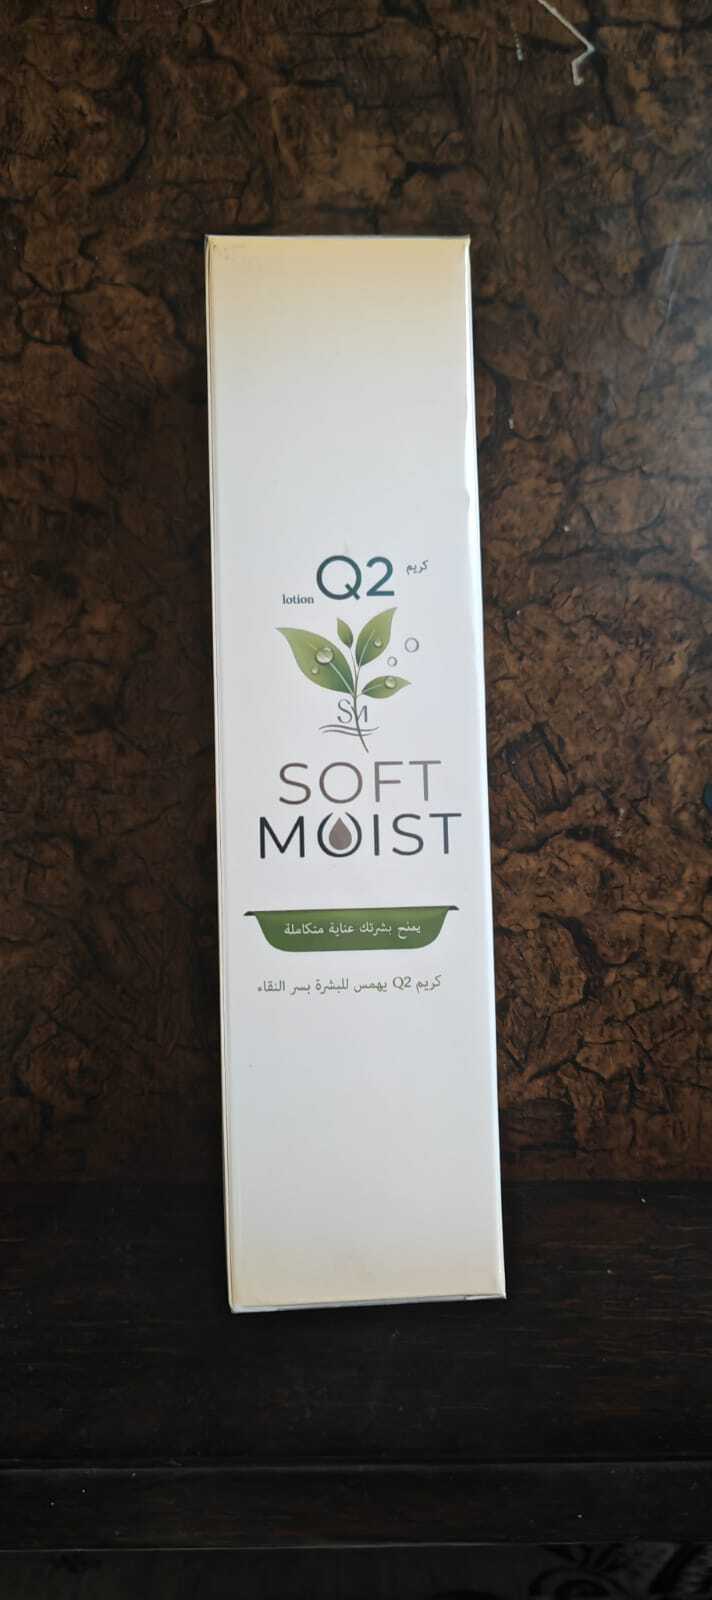 lotion Q2 كريم
SM
SOFT
MOIST
يمنح بشرتك عناية متكاملة
كريم Q2 يهمس للبشرة بسر النقاء